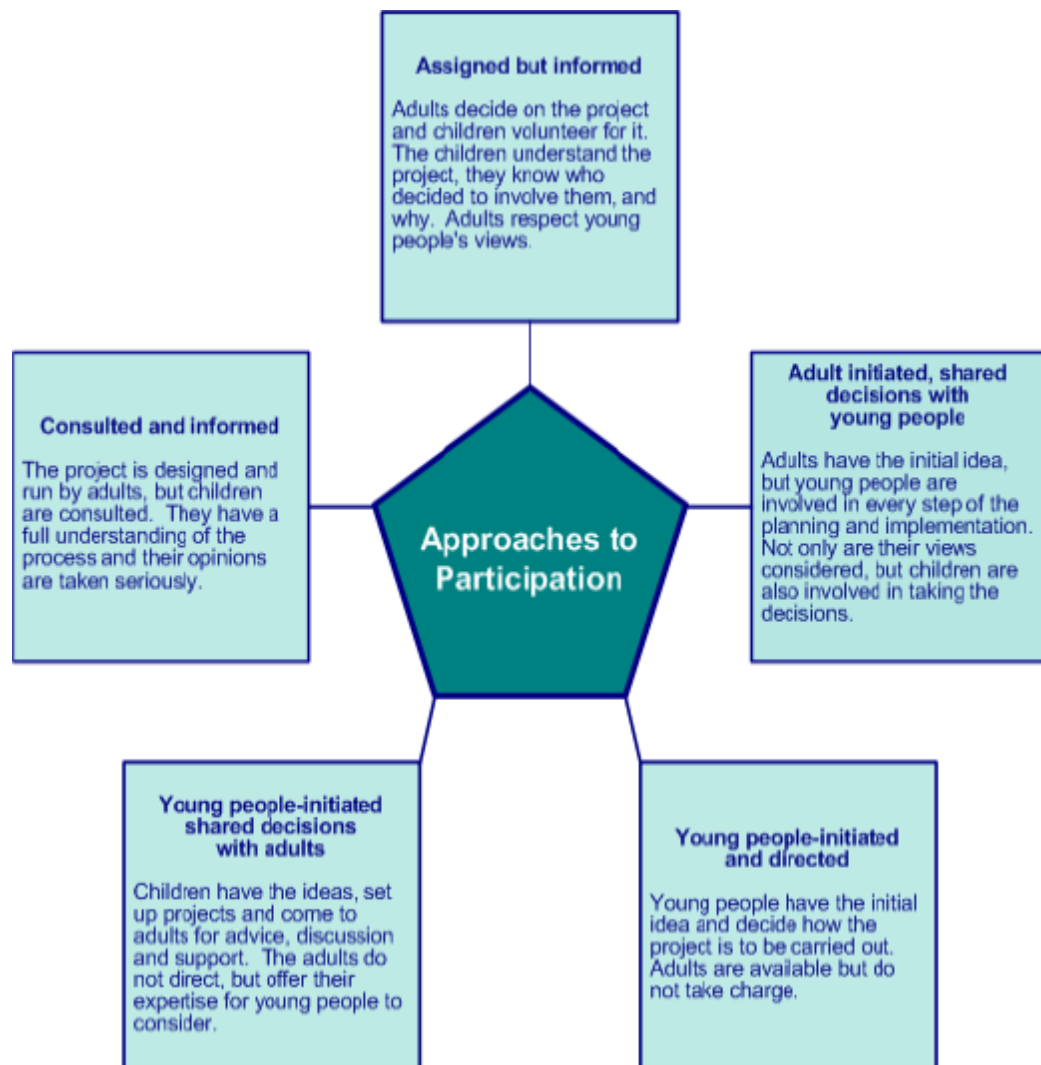 Assigned but informed
Adults decide on the project
and children volunteer for it.
The children understand the
project, they know who
decided to involve them, and
why.  Adults respect young
people's views.
Consulted and informed
The project is designed and
run by adults, but children
are consulted.  They have a
full understanding of the
process and their opinions
are taken seriously.
Approaches to
Participation
Adult initiated, shared
decisions with
young people
Adults have the initial idea,
but young people are
involved in every step of the
planning and implementation.
Not only are their views
considered, but children are
also involved in taking the
decisions.
Young people-initiated
shared decisions
with adults
Children have the ideas, set
up projects and come to
adults for advice, discussion
and support.  The adults do
not direct, but offer their
expertise for young people to
consider.
Young people-initiated
and directed
Young people have the initial
idea and decide how the
project is to be carried out.
Adults are available but do
not take charge.